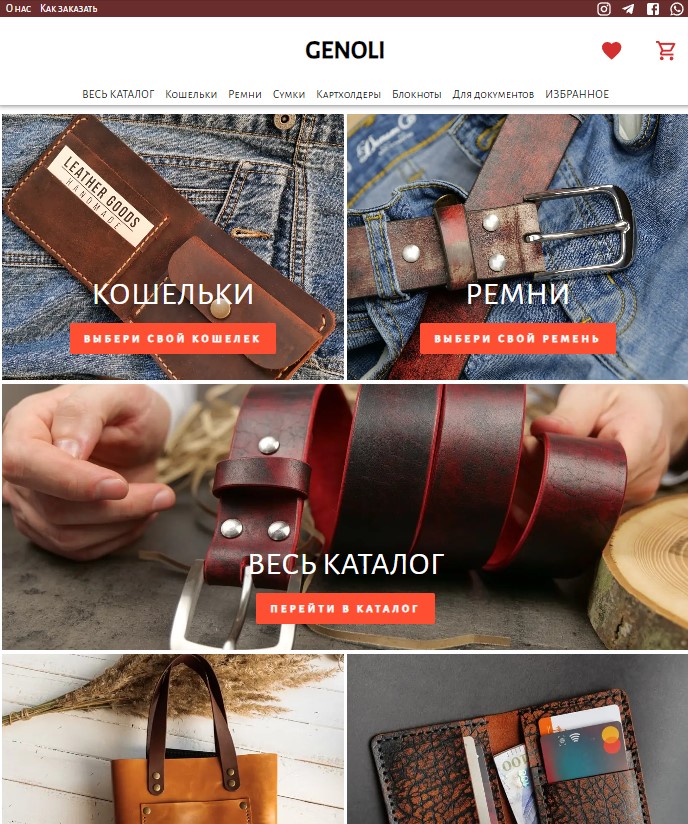 О нас Как заказать
GENOLI
ВЕСЬ КАТАЛОГ Кошельки Ремни Сумки Картхолдеры Блокноты Для документов ИЗБРАННОЕ
LEATHER GOODS
HANDMADE
КОШЕЛЬКИ
ВЫБЕРИ СВОЙ КОШЕЛЕК
РЕМНИ
ВЫБЕРИ СВОЙ РЕМЕНЬ
ВЕСЬ КАТАЛОГ
ПЕРЕЙТИ В КАТАЛОГ
100